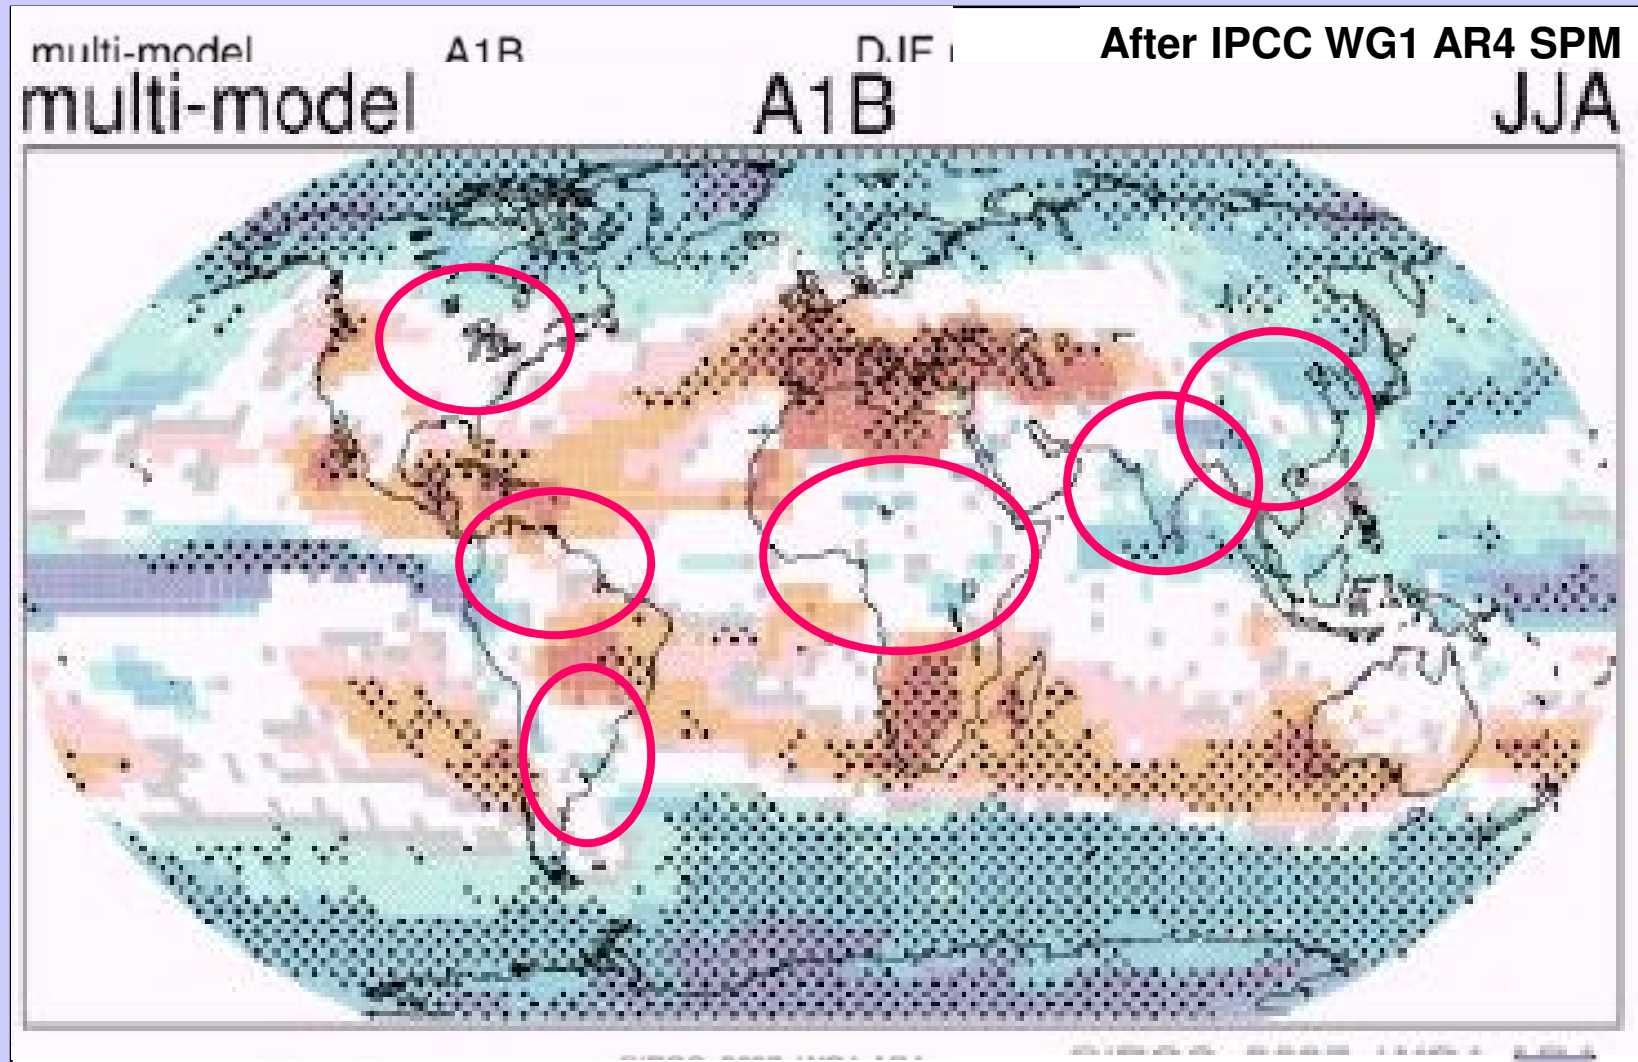 After IPCC WG1 AR4 SPM
multi-model A1B DJF
multi-model A1B JJA